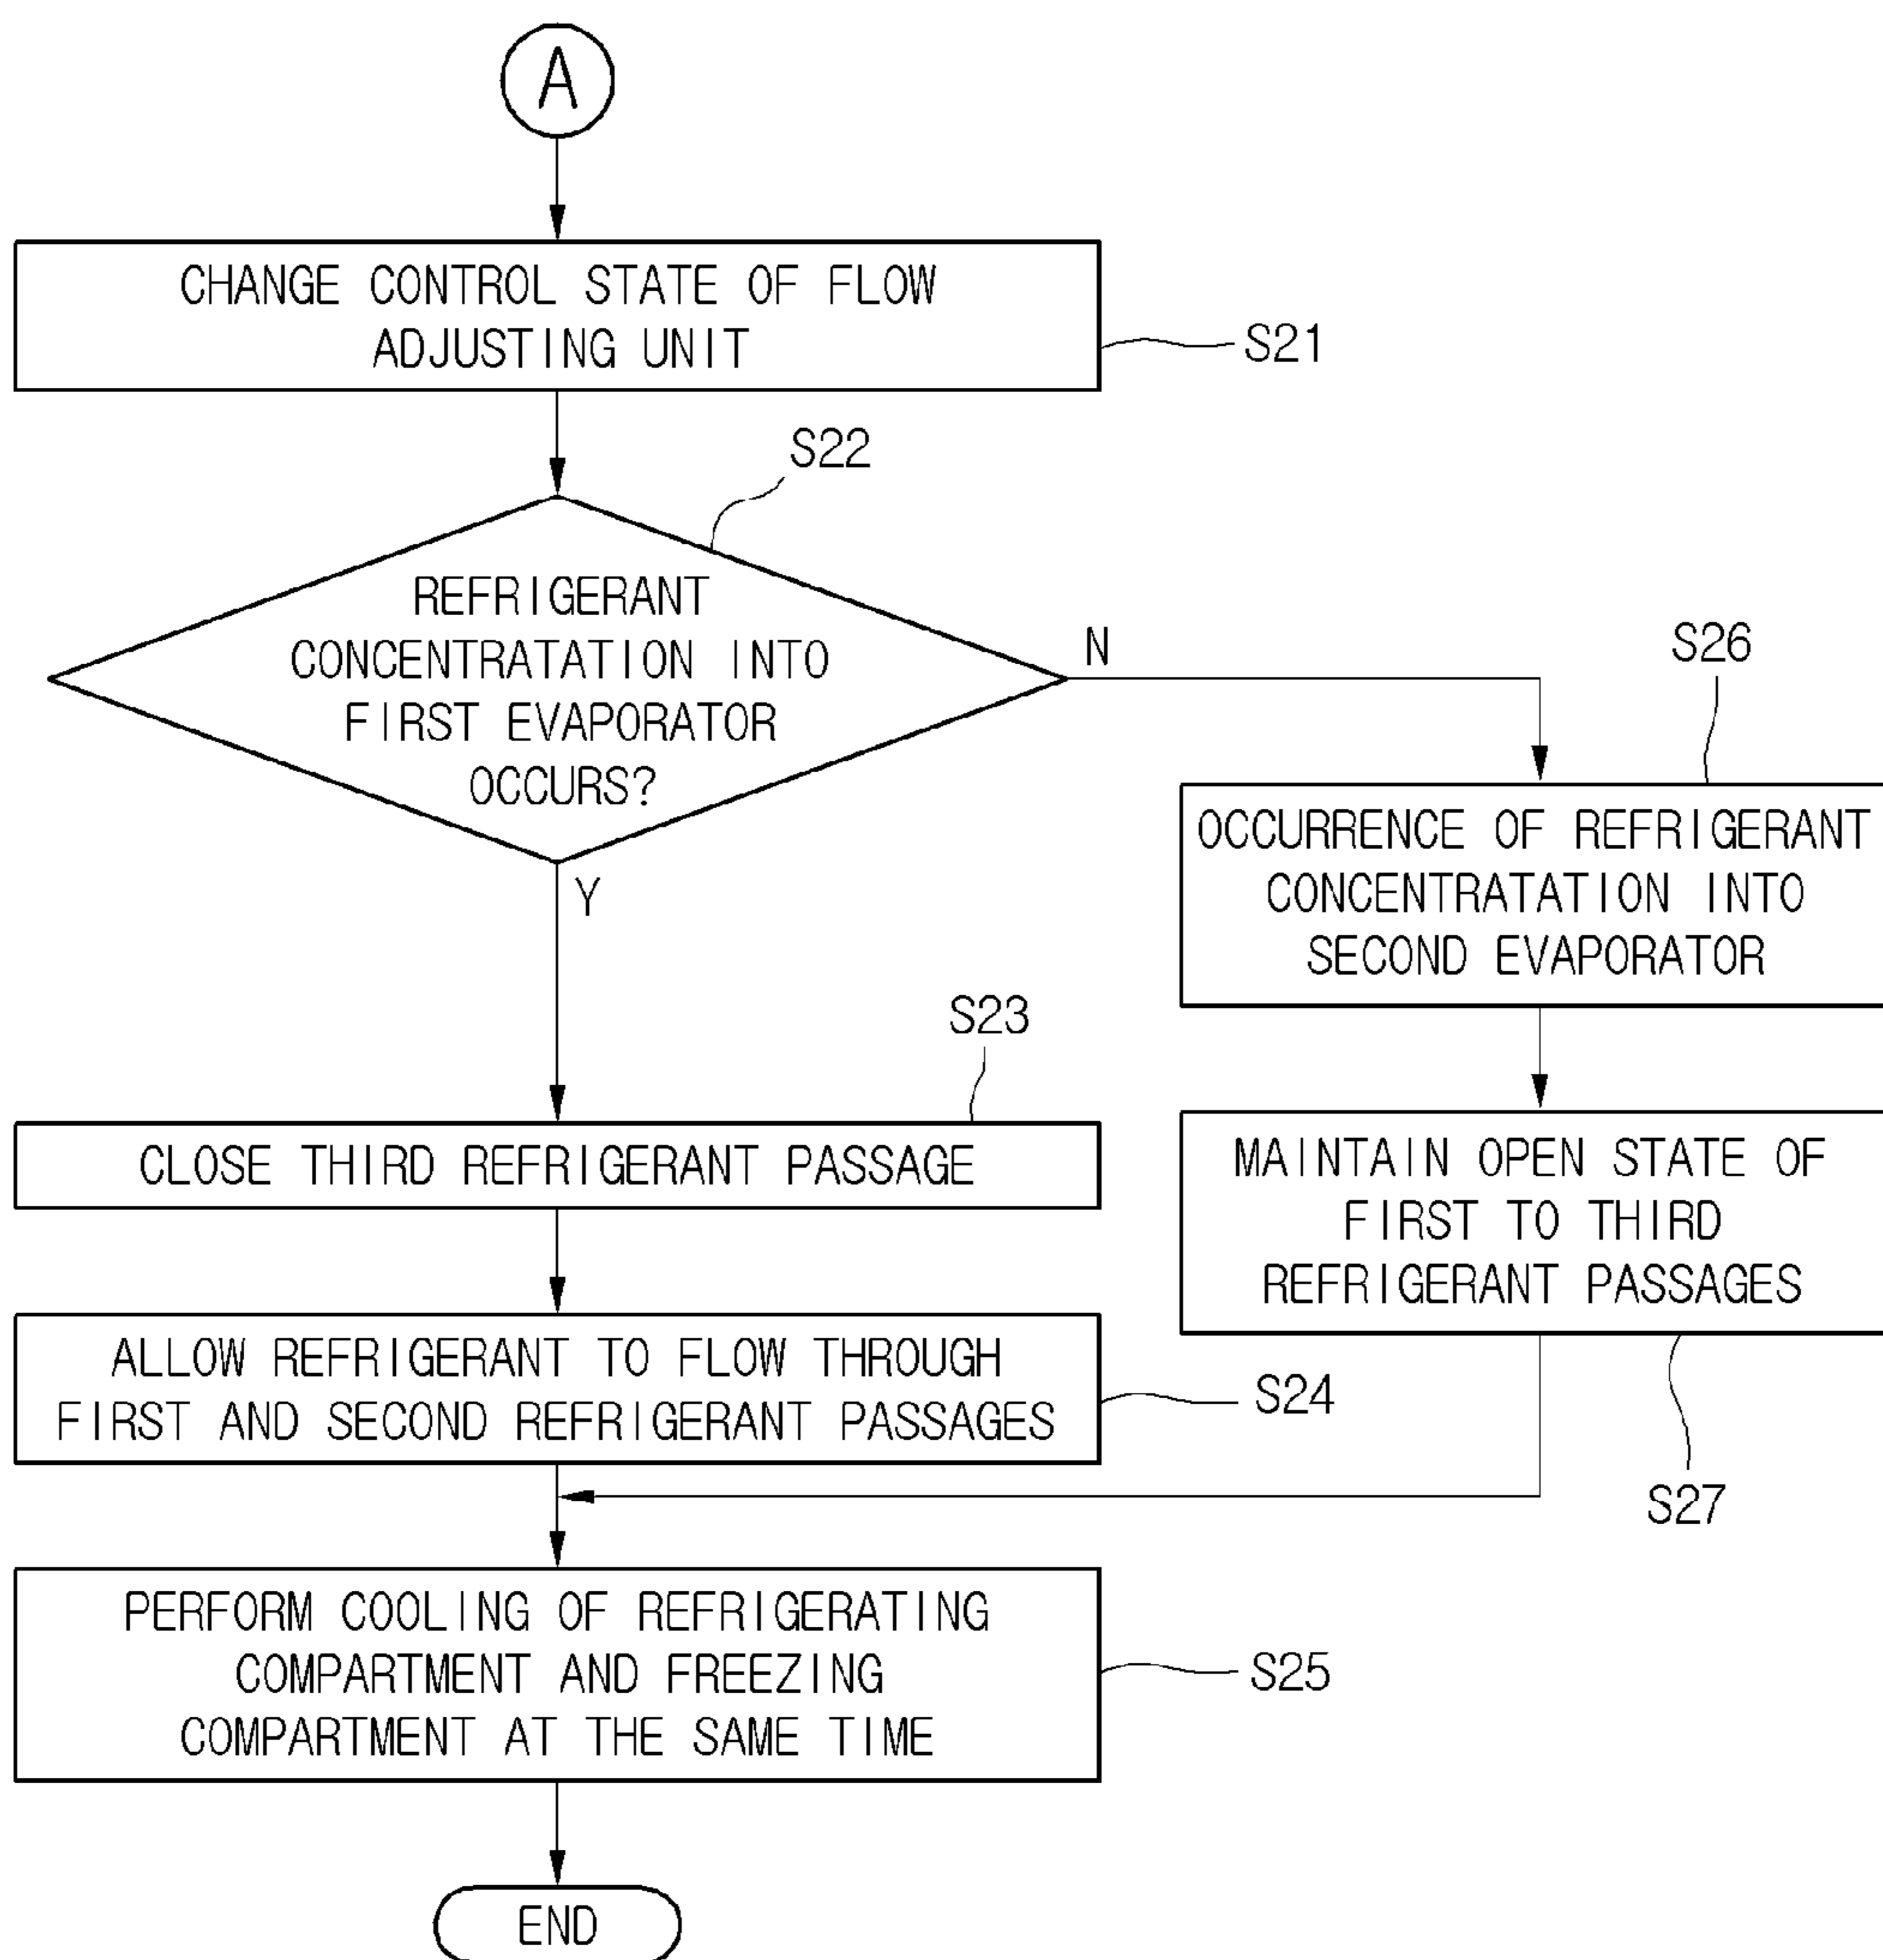 A
CHANGE CONTROL STATE OF FLOW
ADJUSTING UNIT
S21
S22
REFRIGERANT
CONCENTRATATION INTO
FIRST EVAPORATOR
OCCURS?
N
Y
S26
OCCURRENCE OF REFRIGERANT
CONCENTRATATION INTO
SECOND EVAPORATOR
S23
CLOSE THIRD REFRIGERANT PASSAGE
MAINTAIN OPEN STATE OF
FIRST TO THIRD
REFRIGERANT PASSAGES
S27
ALLOW REFRIGERANT TO FLOW THROUGH
FIRST AND SECOND REFRIGERANT PASSAGES
S24
PERFORM COOLING OF REFRIGERATING
COMPARTMENT AND FREEZING
COMPARTMENT AT THE SAME TIME
S25
END